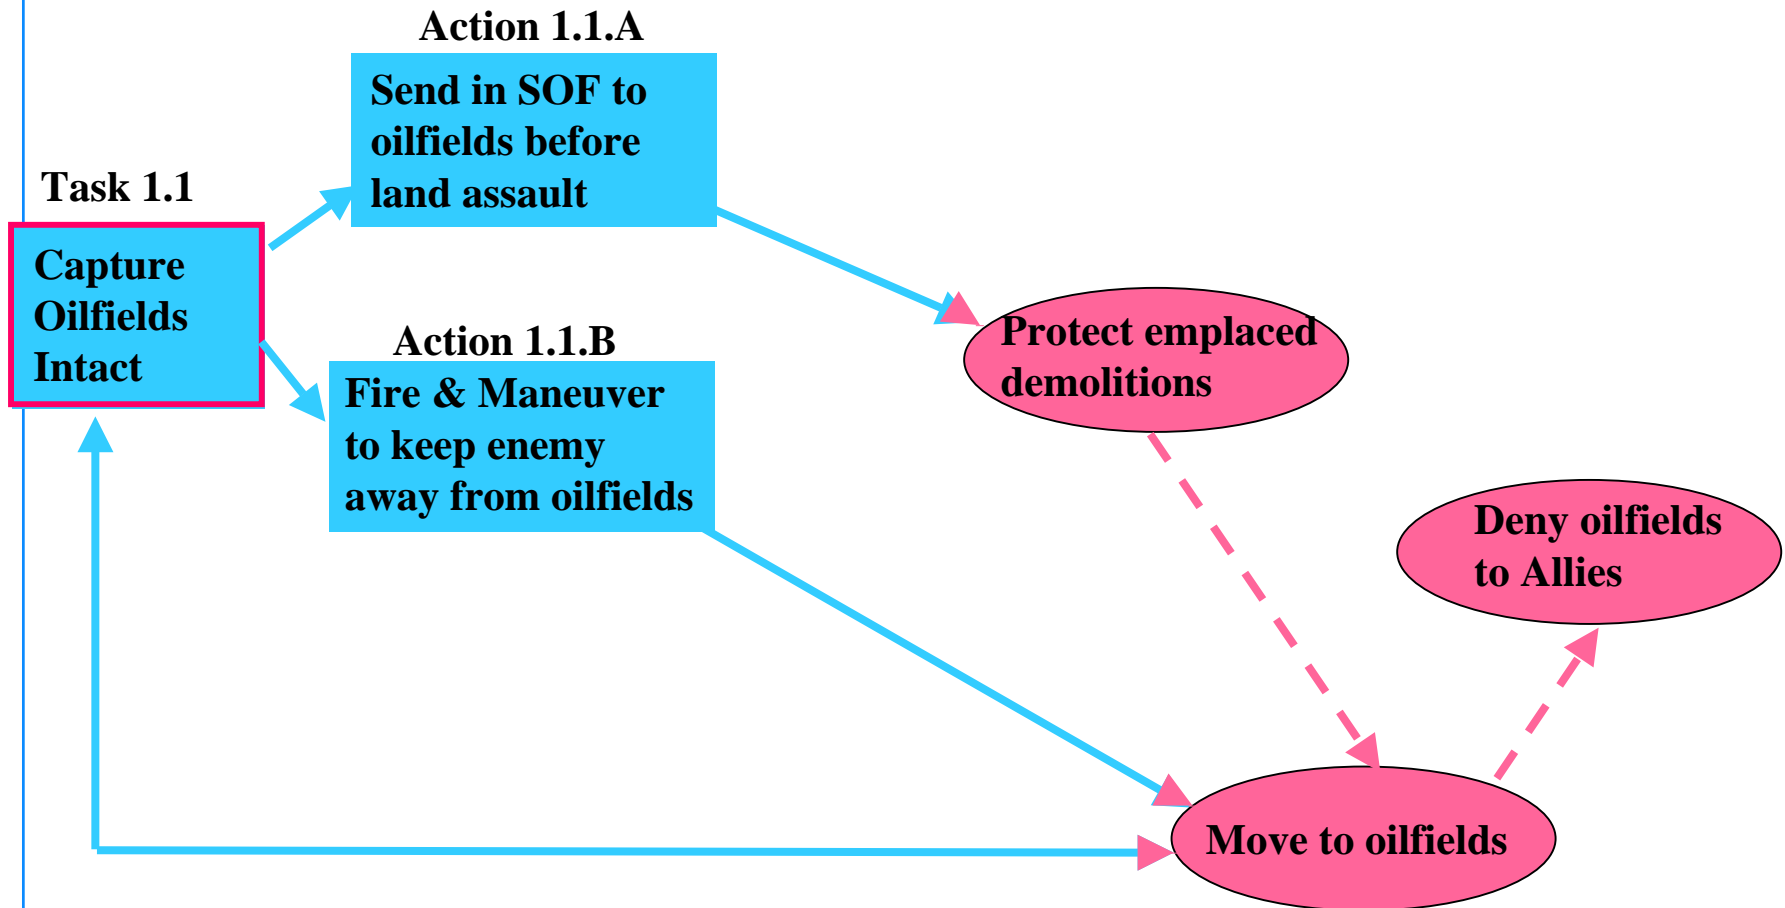 Action 1.1.A
Send in SOF to
oilfields before
land assault
Task 1.1
Capture
Oilfields
Intact
Action 1.1.B
Fire & Maneuver
to keep enemy
away from oilfields
Protect emplaced
demolitions
Deny oilfields
to Allies
Move to oilfields